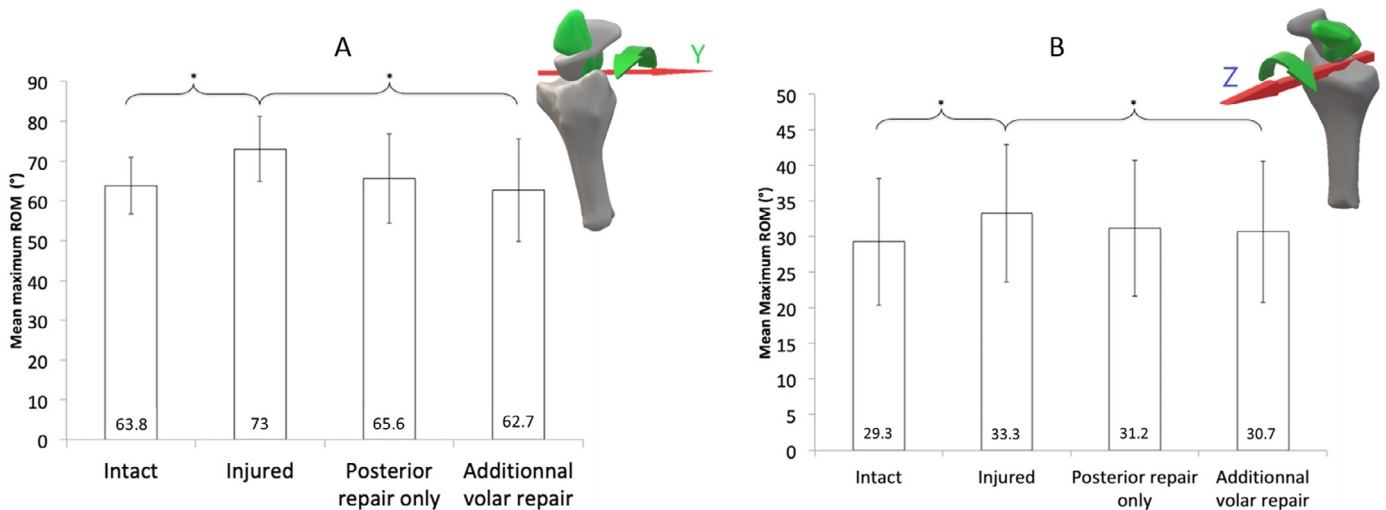 A
Y
*
*
90
80
70
60
50
40
30
20
10
0
Mean maximum ROM (°)
63.8
73
65.6
62.7
Intact
Injured
Posterior
repair only
Additionnal
volar repair
B
Z
*
*
50
45
40
35
30
25
20
15
10
5
0
Mean Maximum ROM (°)
29.3
33.3
31.2
30.7
Intact
Injured
Posterior repair
only
Additionnal
volar repair